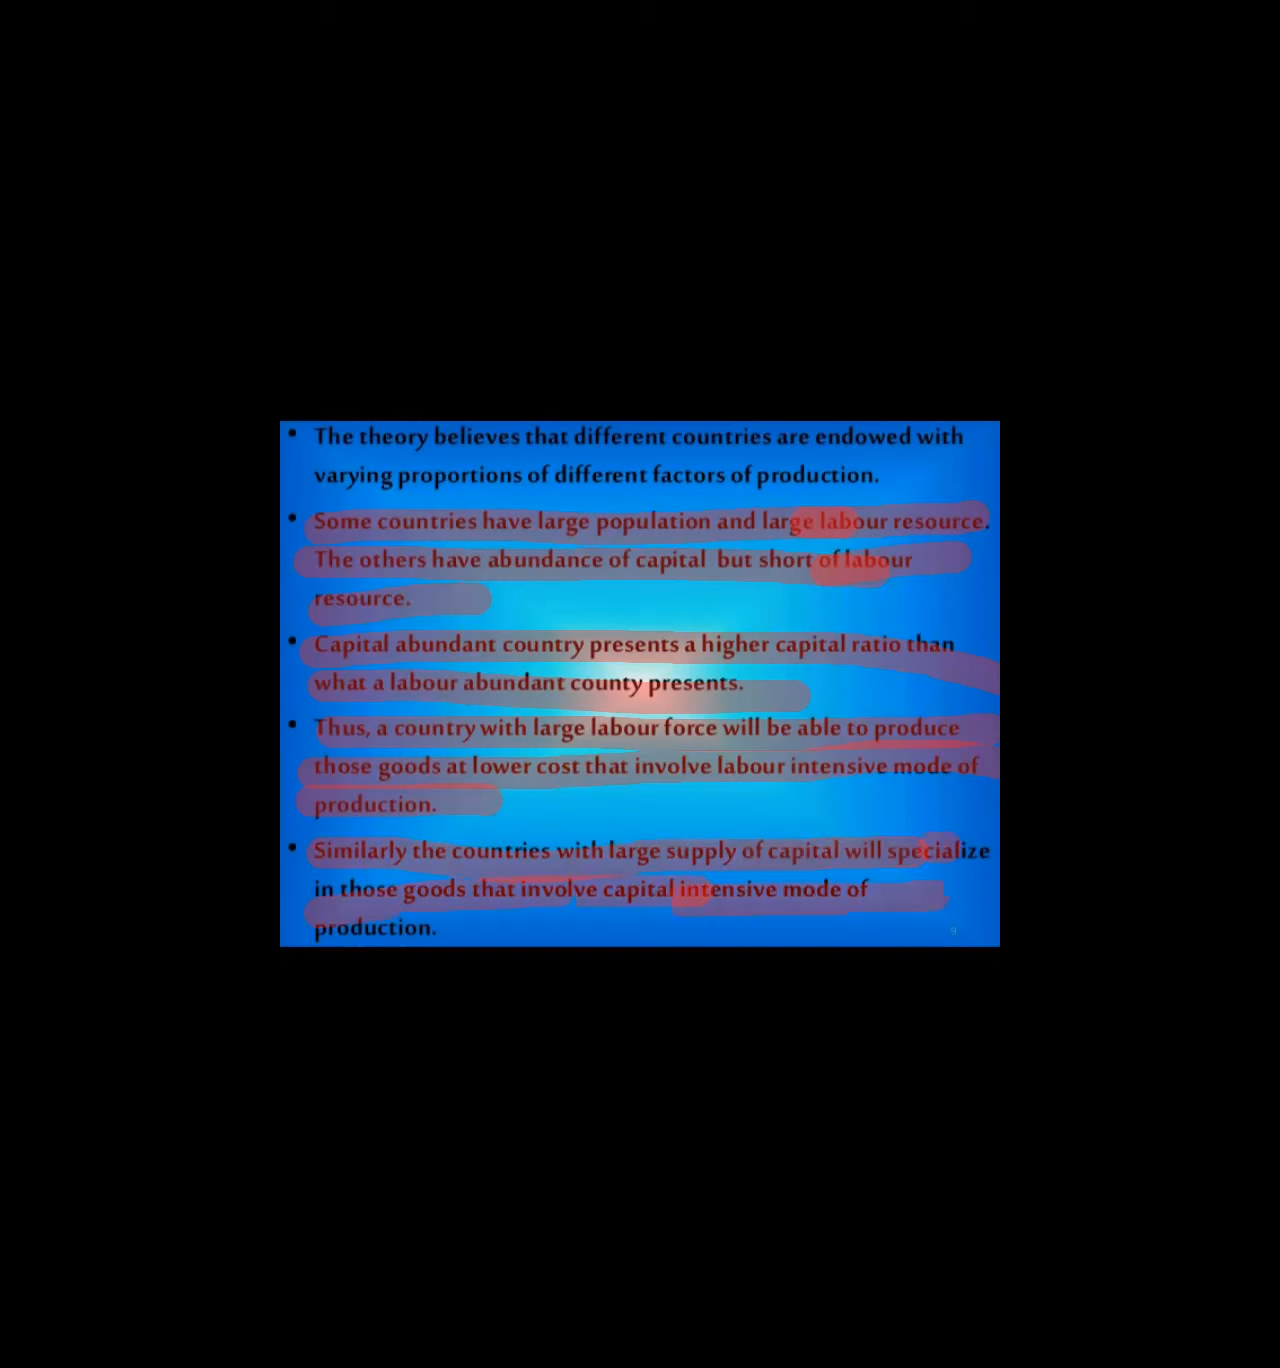 • The theory believes that different countries are endowed with
varying proportions of different factors of production.
• Some countries have large population and large labour resource.
The others have abundance of capital but short of labour
resource.
• Capital abundant country presents a higher capital ratio than
what a labour abundant county presents.
• Thus, a country with large labour force will be able to produce
those goods at lower cost that involve labour intensive mode of
production.
• Similarly the countries with large supply of capital will specialize
in those goods that involve capital intensive mode of
production.
9